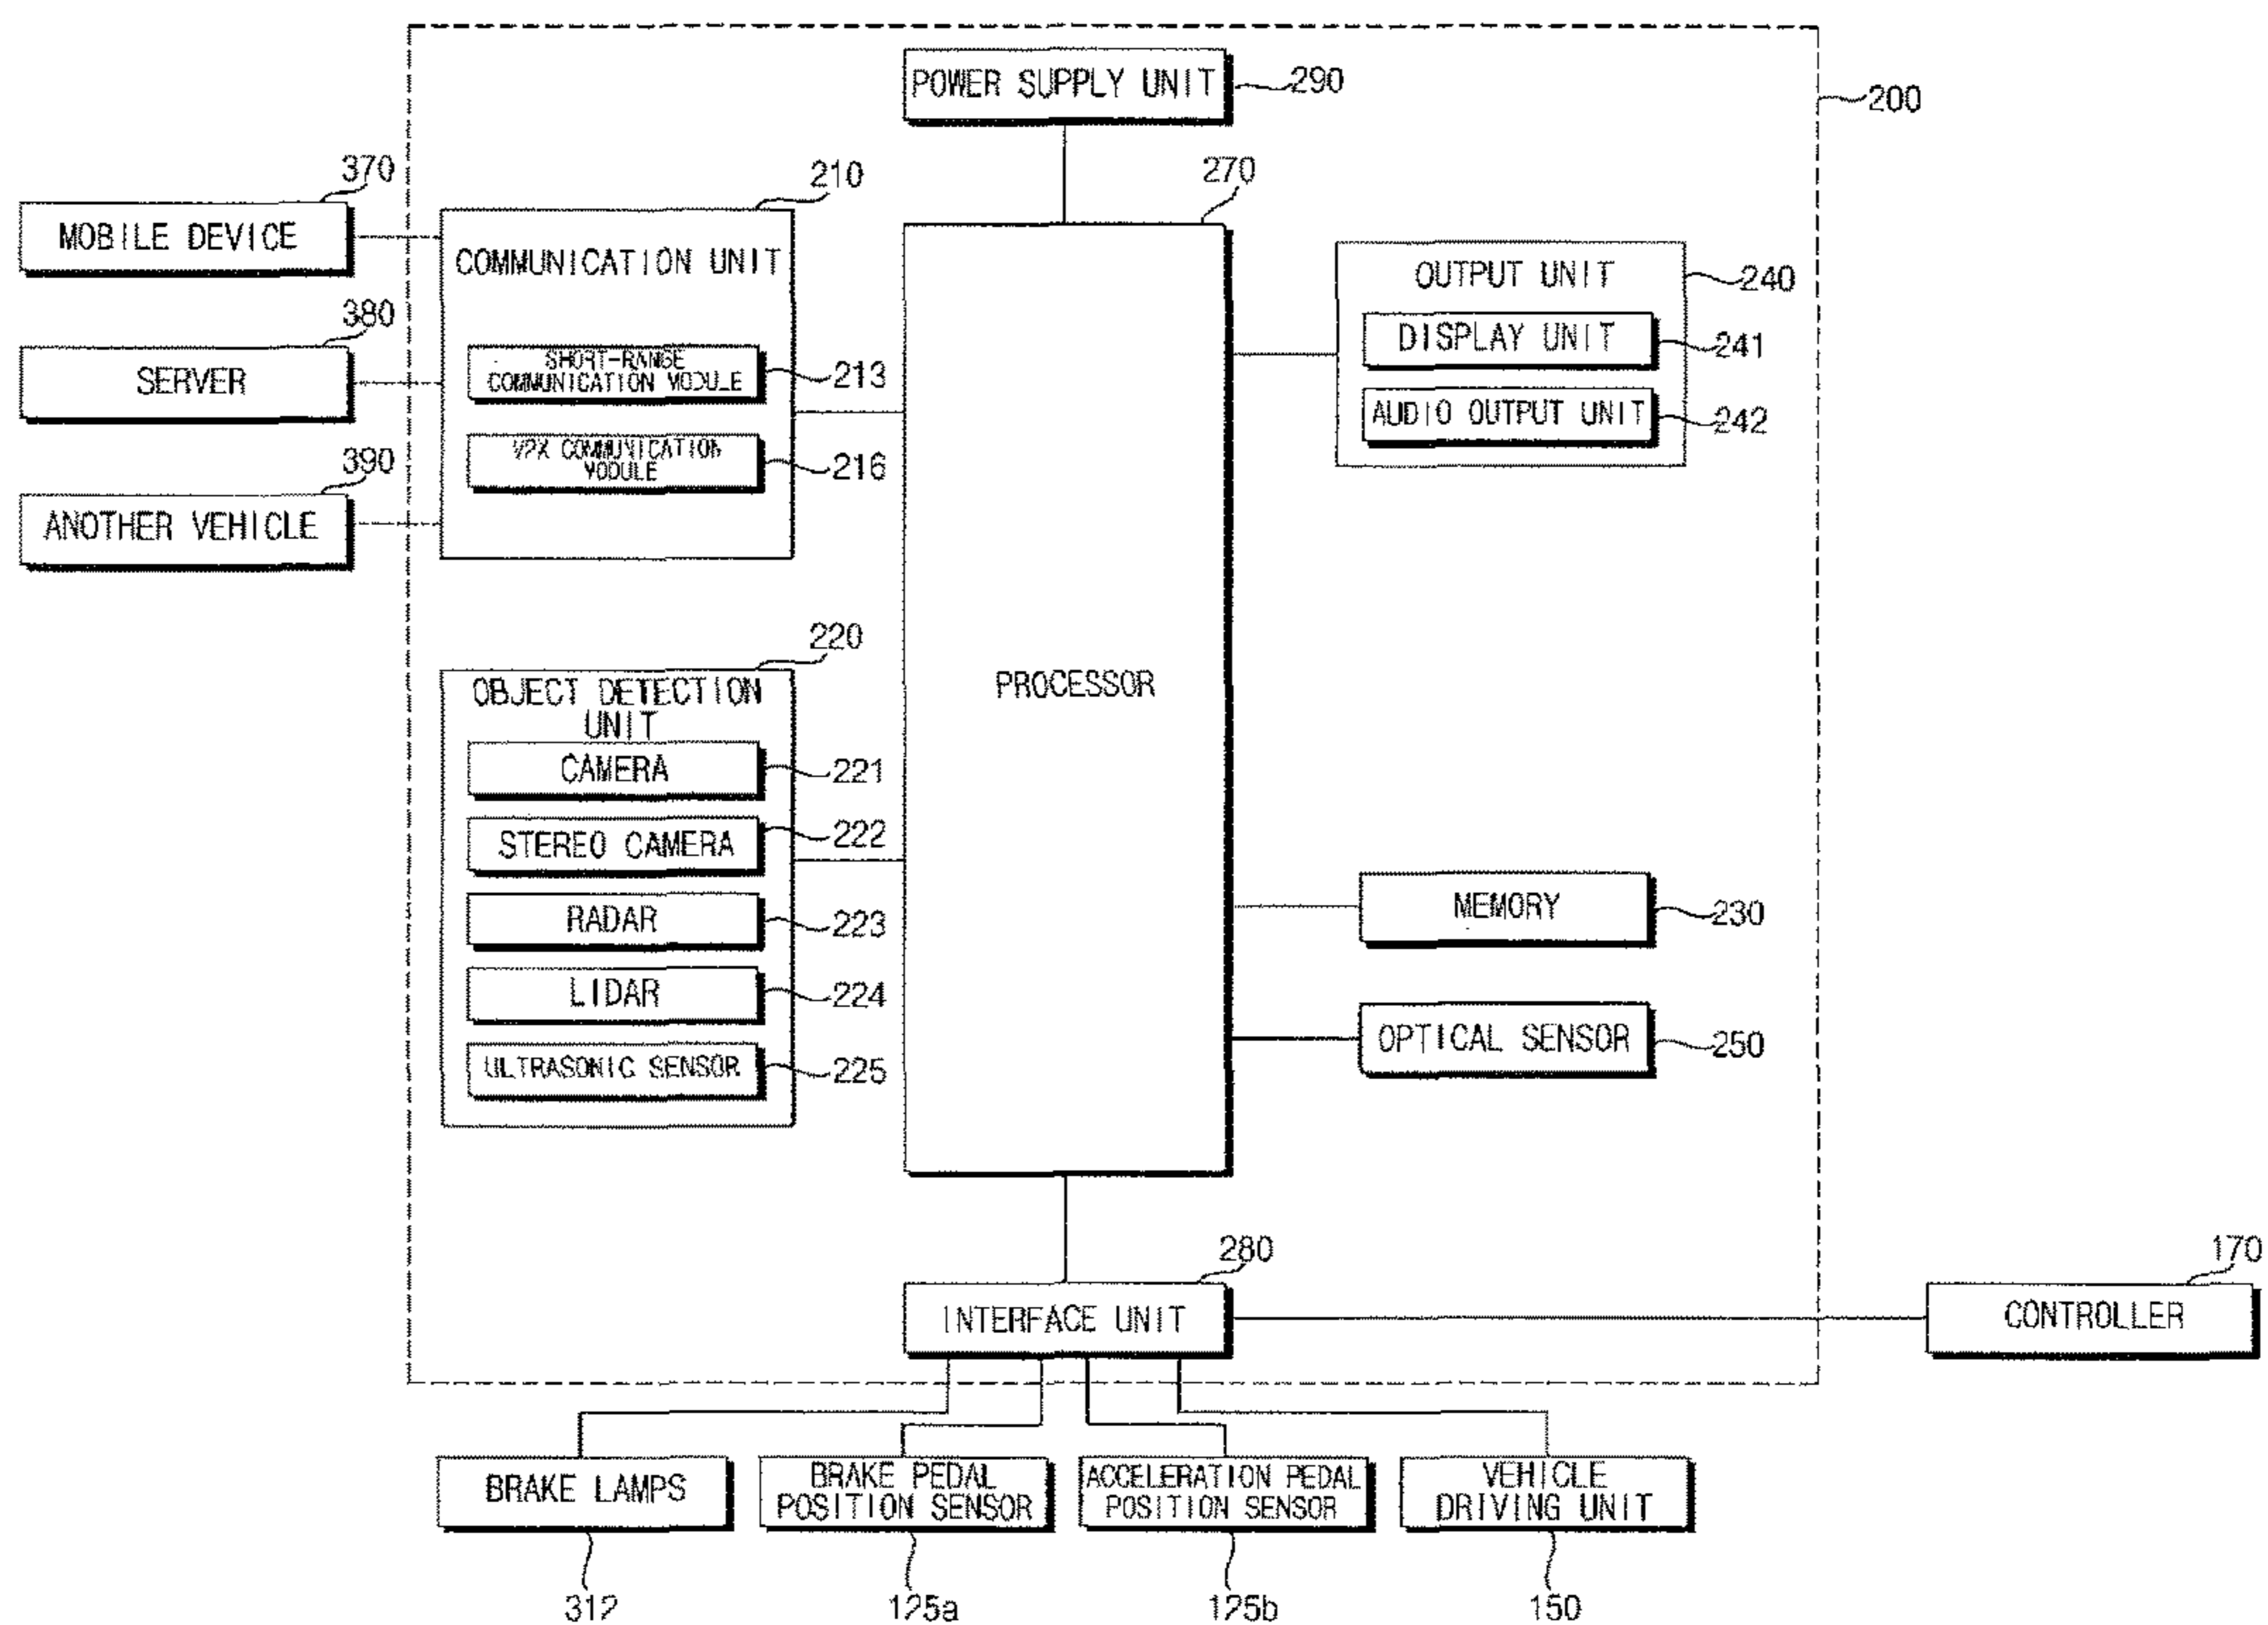 POWER SUPPLY UNIT
290
200
370
MOBILE DEVICE
380
SERVER
390
ANOTHER VEHICLE
210
COMMUNICATION UNIT
SHORT-RANGE
COMMUNICATION MODULE
213
V2X COMMUNICATION
MODULE
216
270
PROCESSOR
OUTPUT UNIT
240
DISPLAY UNIT
241
AUDIO OUTPUT UNIT
242
220
OBJECT DETECTION
UNIT
CAMERA
221
STEREO CAMERA
222
RADAR
223
LIDAR
224
ULTRASONIC SENSOR
225
MEMORY
230
OPTICAL SENSOR
250
280
INTERFACE UNIT
170
CONTROLLER
BRAKE LAMPS
312
BRAKE PEDAL
POSITION SENSOR
125a
ACCELERATION PEDAL
POSITION SENSOR
125b
VEHICLE
DRIVING UNIT
150